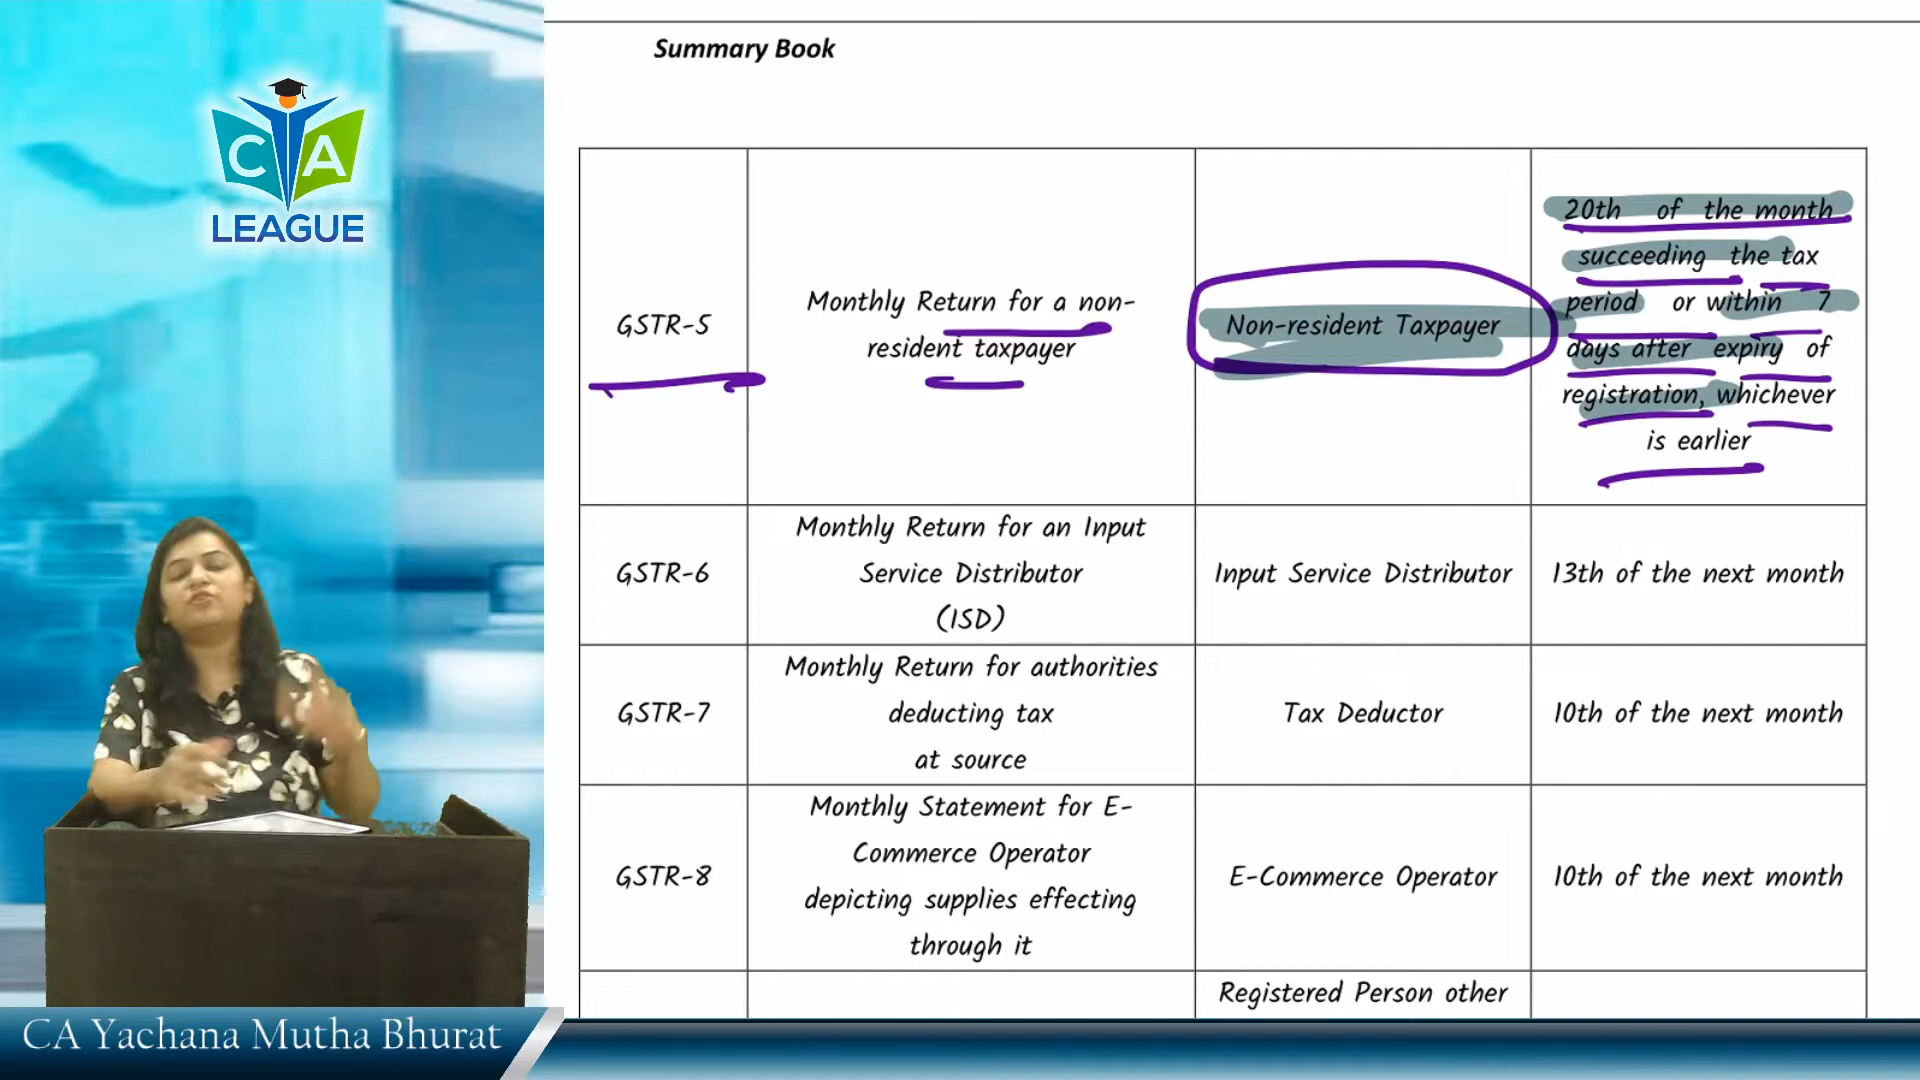 CA
LEAGUE
Summary Book
GSTR-5
Monthly Return for a non-
resident taxpayer
Non-resident Taxpayer
20th of the month
succeeding the tax
period or within 7
days after expiry of
registration, whichever
is earlier
GSTR-6
Monthly Return for an Input
Service Distributor
(ISD)
Input Service Distributor
13th of the next month
GSTR-7
Monthly Return for authorities
deducting tax
at source
Tax Deductor
10th of the next month
GSTR-8
Monthly Statement for E-
Commerce Operator
depicting supplies effecting
through it
E-Commerce Operator
10th of the next month
Registered Person other
CA Yachana Mutha Bhurat